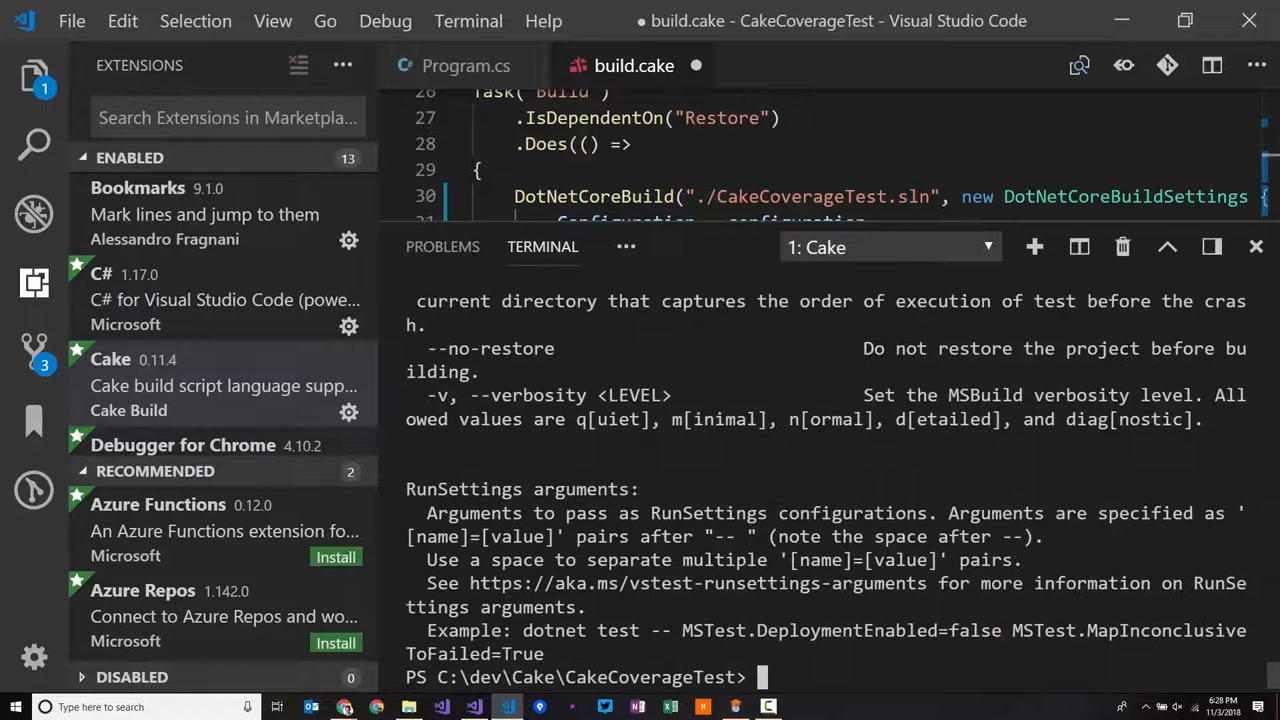 File Edit Selection View Go Debug Terminal Help ● build.cake - CakeCoverageTest - Visual Studio Code
EXTENSIONS
Search Extensions in Marketpla...
ENABLED 13
Bookmarks 9.1.0
Mark lines and jump to them
Alessandro Fragnani
C# 1.17.0
C# for Visual Studio Code (powe...
Microsoft
Cake 0.11.4
Cake build script language supp...
Cake Build
Debugger for Chrome 4.10.2
RECOMMENDED 2
Azure Functions 0.12.0
An Azure Functions extension fo...
Microsoft Install
Azure Repos 1.142.0
Connect to Azure Repos and wo...
Microsoft Install
DISABLED 0
1
3
Program.cs build.cake
26 Task("Build")
27 .IsDependentOn("Restore")
28 .Does(() =>
29 {
30 DotNetCoreBuild("./CakeCoverageTest.sln", new DotNetCoreBuildSettings {
31 Configuration = configuration
PROBLEMS TERMINAL ... 1: Cake
current directory that captures the order of execution of test before the cras
h.
--no-restore Do not restore the project before bu
ilding.
-v, --verbosity <LEVEL> Set the MSBuild verbosity level. All
owed values are q[uiet], m[inimal], n[ormal], d[etailed], and diag[nostic].
RunSettings arguments:
Arguments to pass as RunSettings configurations. Arguments are specified as '
[name]=[value]' pairs after "-- " (note the space after --).
Use a space to separate multiple '[name]=[value]' pairs.
See https://aka.ms/vstest-runsettings-arguments for more information on RunSe
ttings arguments.
Example: dotnet test -- MSTest.DeploymentEnabled=false MSTest.MapInconclusive
ToFailed=True
PS C:\dev\Cake\CakeCoverageTest>
Type here to search
6:28 PM
11/3/2018